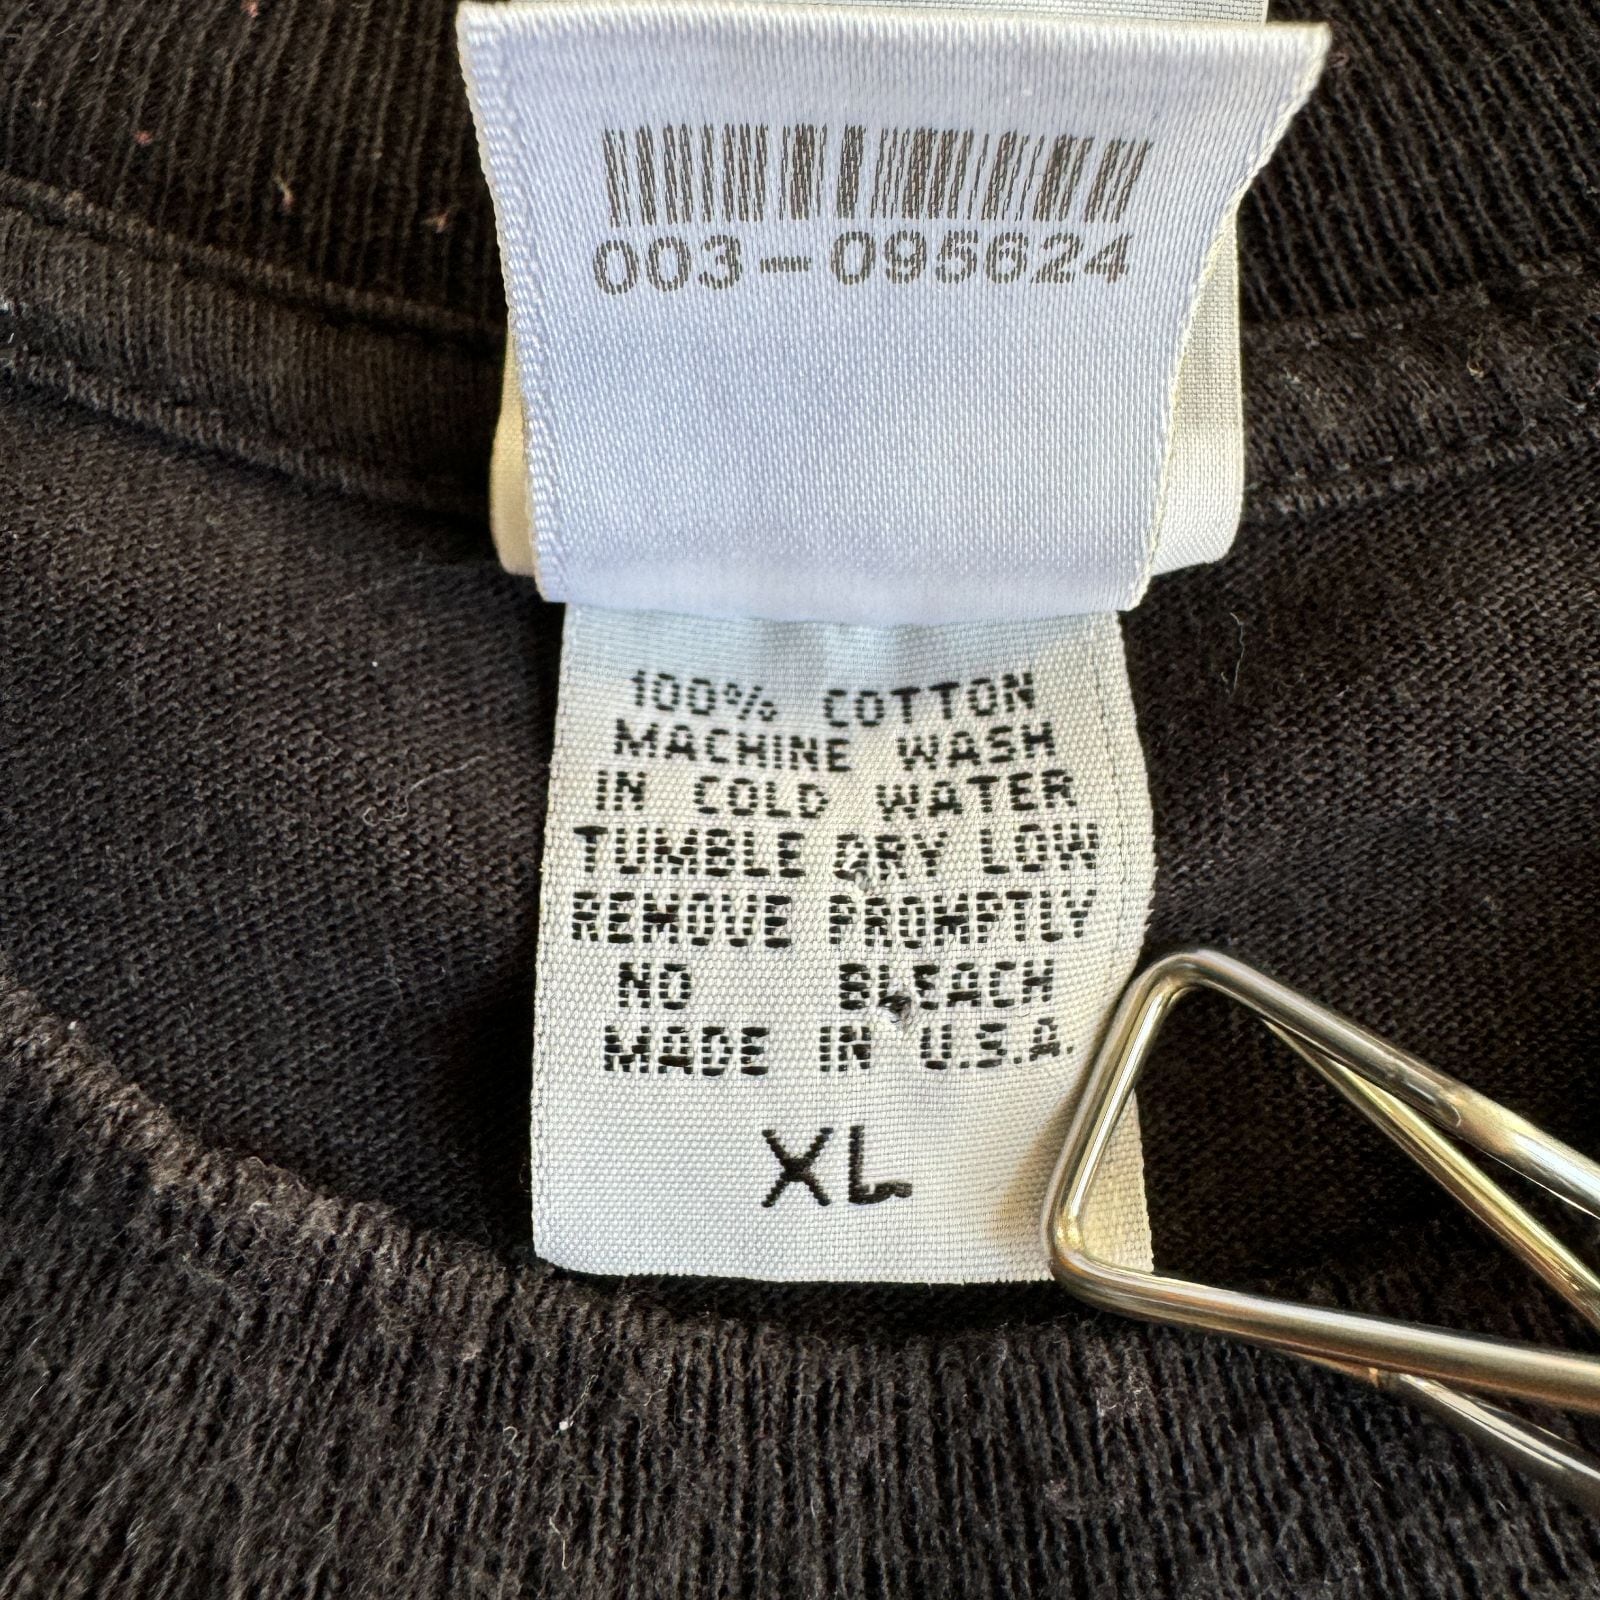 003-095624
100% COTTON
MACHINE WASH
IN COLD WATER
TUMBLE DRY LOW
REMOVE PROMPTLY
NO BLEACH
MADE IN U.S.A.
XL